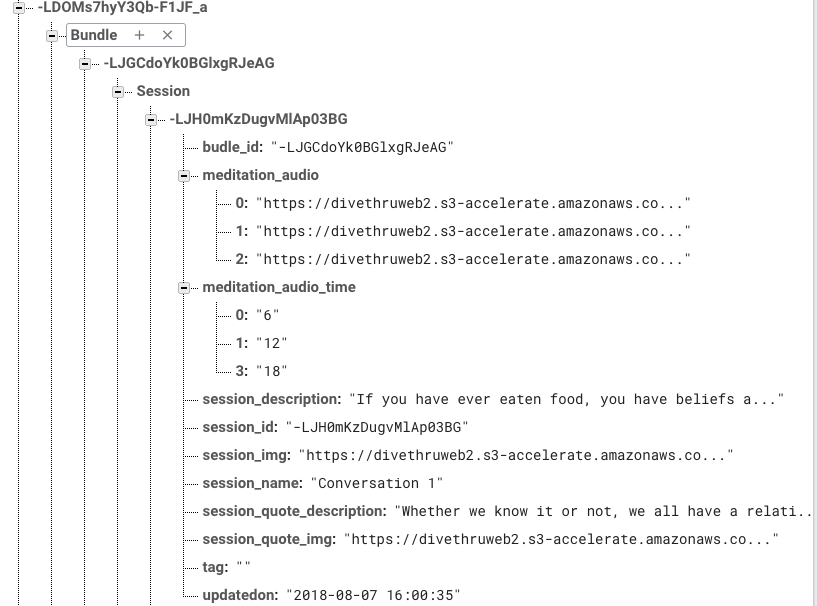 -LDOMs7hyY3Qb-F1JF_a
Bundle + ×
-LJGCdoYk0BGlxgRJeAG
Session
-LJH0mKzDugvMlAp03BG
budle_id: "-LJGCdoYk0BGlxgRJeAG"
meditation_audio
0: "https://divethruweb2.s3-accelerate.amazonaws.co..."
1: "https://divethruweb2.s3-accelerate.amazonaws.co..."
2: "https://divethruweb2.s3-accelerate.amazonaws.co..."
meditation_audio_time
0: "6"
1: "12"
3: "18"
session_description: "If you have ever eaten food, you have beliefs a..."
session_id: "-LJH0mKzDugvMlAp03BG"
session_img: "https://divethruweb2.s3-accelerate.amazonaws.co..."
session_name: "Conversation 1"
session_quote_description: "Whether we know it or not, we all have a relati..
session_quote_img: "https://divethruweb2.s3-accelerate.amazonaws.co..."
tag: ""
updatedon: "2018-08-07 16:00:35"